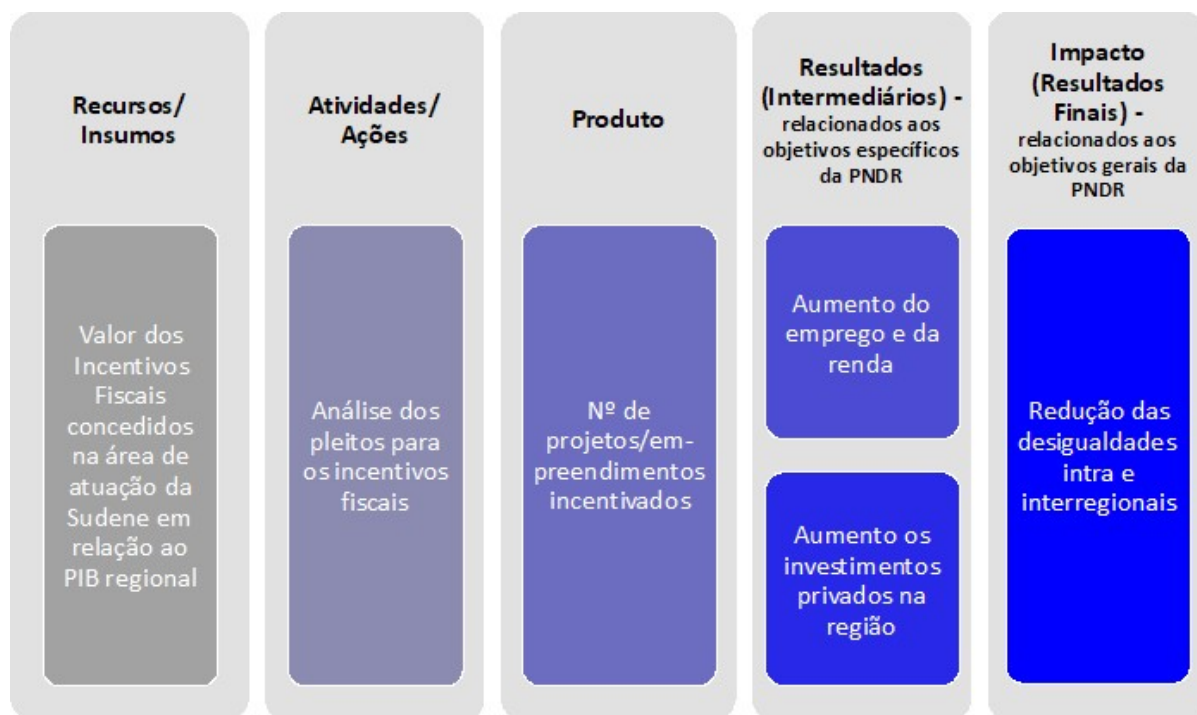 Recursos/
Insumos
Valor dos
Incentivos
Fiscais
concedidos
na área de
atuação da
Sudene em
relação ao
PIB regional
Atividades/
Ações
Análise dos
pleitos para
os incentivos
fiscais
Produto
Nº de
projetos/em-
preendimentos
incentivados
Resultados
(Intermediários) -
relacionados aos
objetivos específicos
da PNDR
Aumento do
emprego e da
renda
Aumento os
investimentos
privados na
região
Impacto
(Resultados
Finais) -
relacionados aos
objetivos gerais da
PNDR
Redução das
desigualdades
intra e
interregionais